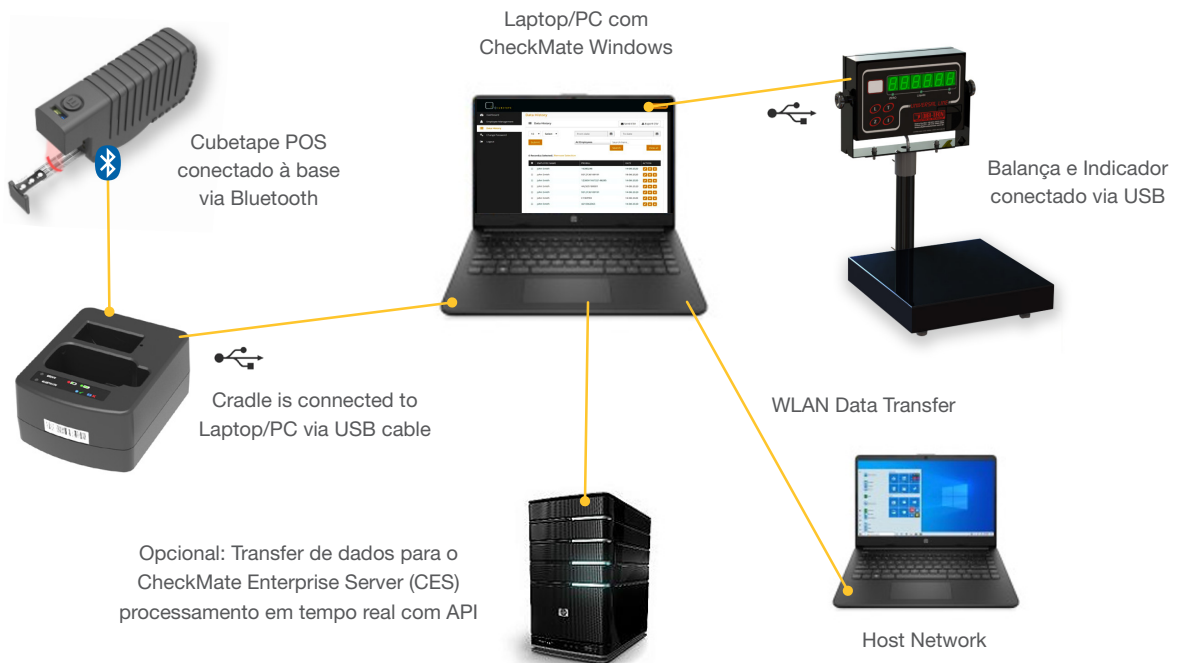 Laptop/PC com
CheckMate Windows
Cubetape POS
conectado à base
via Bluetooth
Balança e Indicador
conectado via USB
Cradle is connected to
Laptop/PC via USB cable
WLAN Data Transfer
Opcional: Transfer de dados para o
CheckMate Enterprise Server (CES)
processamento em tempo real com API
Host Network